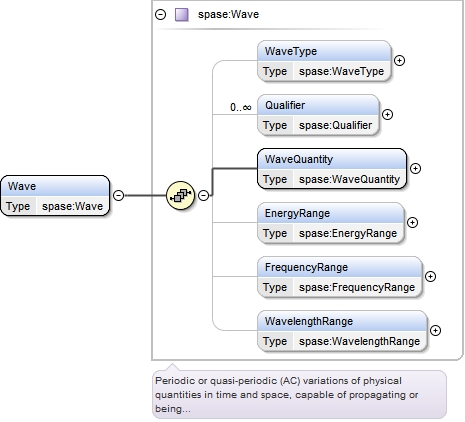 spase:Wave
WaveType
Type spase:WaveType
0..∞
Qualifier
Type spase:Qualifier
WaveQuantity
Type spase:WaveQuantity
Wave
Type spase:Wave
EnergyRange
Type spase:EnergyRange
FrequencyRange
Type spase:FrequencyRange
WavelengthRange
Type spase:WavelengthRange
Periodic or quasi-periodic (AC) variations of physical
quantities in time and space, capable of propagating or
being...